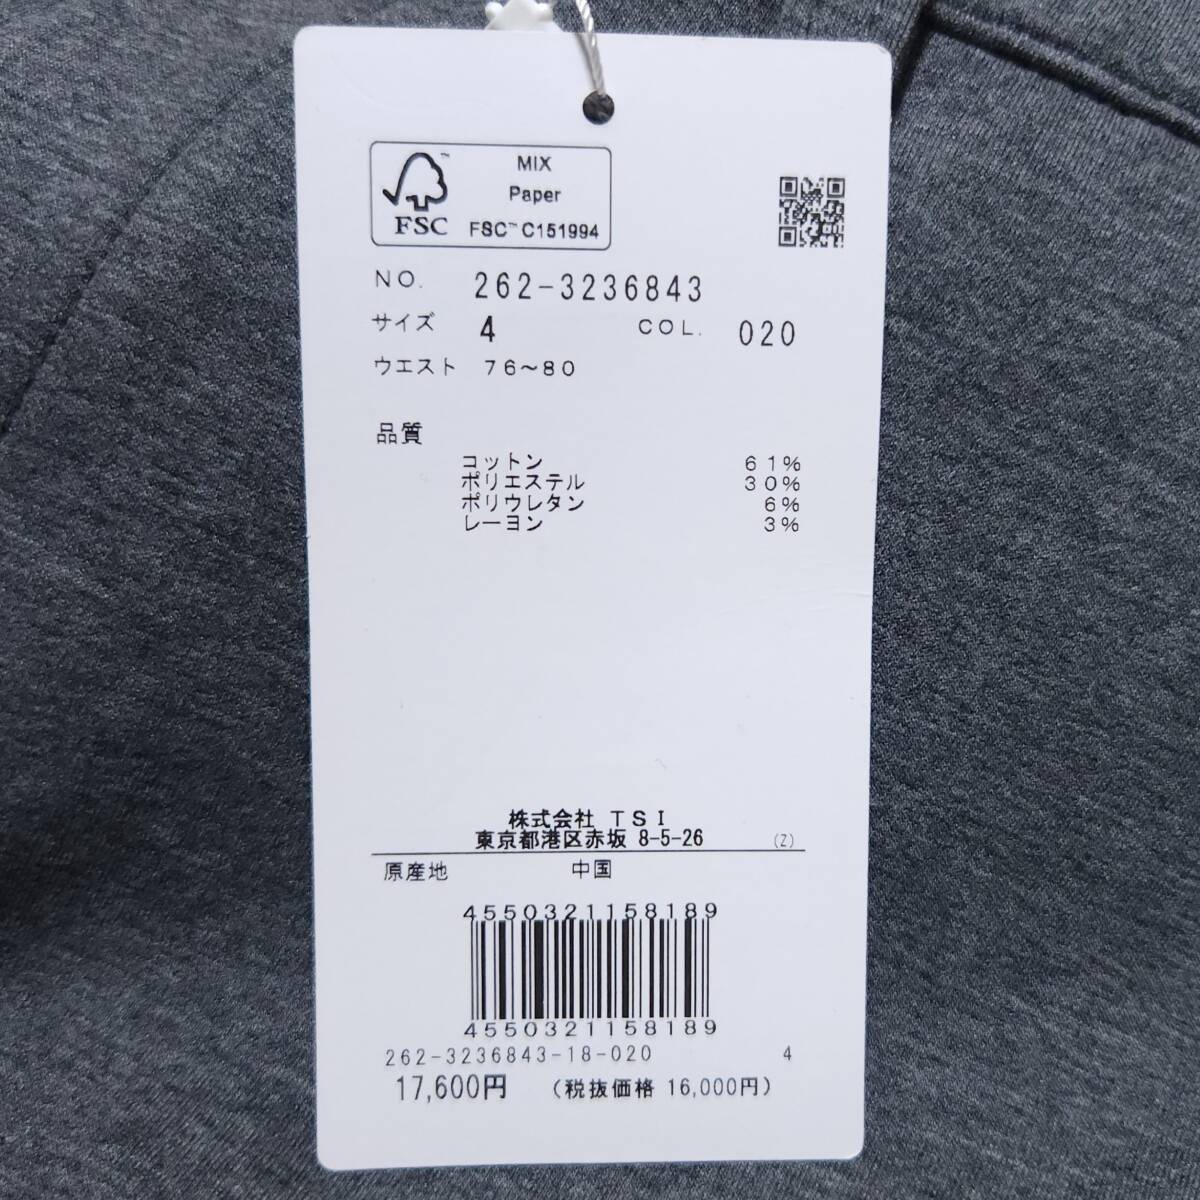 MIX
Paper
FSC™ FSC™ C151994
NO. 262-3236843
サイズ 4 COL. 020
ウエスト 76~80
品質
コットン 61%
ポリエステル 30%
ポリウレタン 6%
レーヨン 3%
株式会社 TSI
東京都港区赤坂 8-5-26 (Z)
原産地 中国
4550321158189
4550321158189
262-3236843-18-020 4
17,600円 (税抜価格 16,000円)